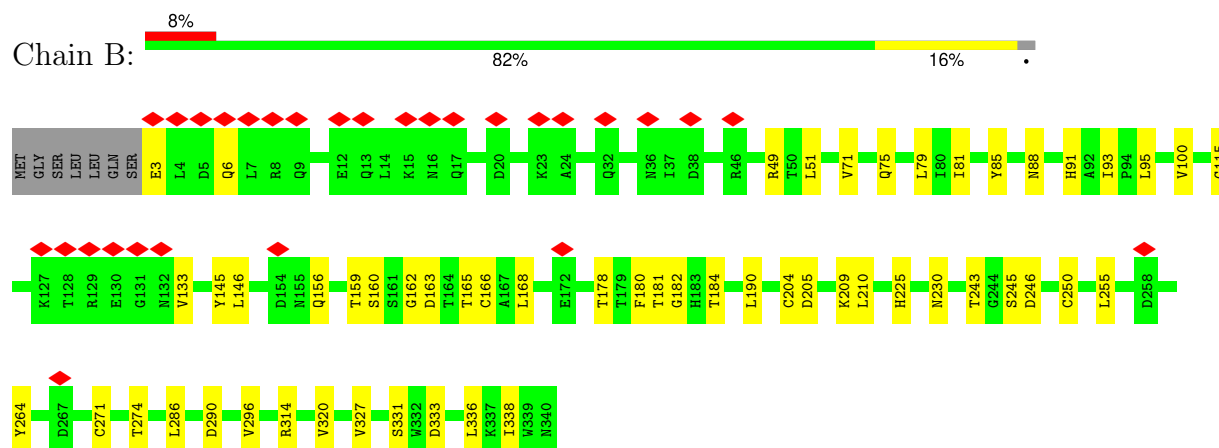 8%
Chain B:
82% 16% •
MET GLY SER LEU LEU GLN SER E3 L4 D5 Q6 L7 R8 Q9 E12 Q13 L14 K15 N16 Q17 D20 K23 A24 Q32 N36 I37 D38 R46 R49 T50 L51 V71 Q75 L79 I80 I81 Y85 N88 H91 A92 I93 P94 L95 V100
K127 T128 R129 E130 G131 N132 V133 Y145 L146 D154 N155 Q156 T159 S160 S161 G162 D163 T164 T165 C166 A167 L168 E172 T178 T179 F180 T181 G182 H183 T184 L190 C204 D205 K209 L210 H225 N230 T243 G244 S245 D246 C250 L255 D258
Y264 D267 C271 T274 L286 D290 V296 R314 V320 V327 S331 W332 D333 L336 K337 I338 W339 N340